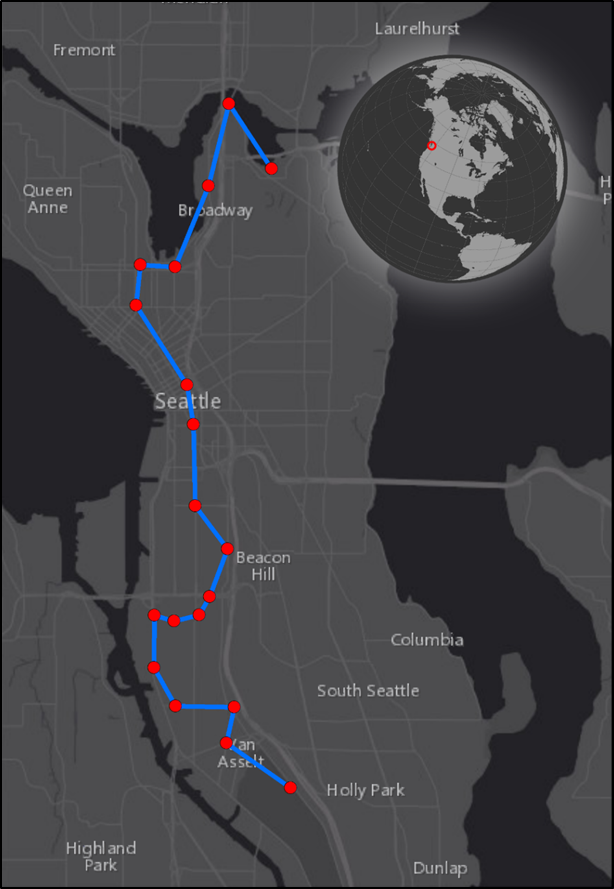 Laurelhurst
Fremont
Queen
Anne
Broadway
Seattle
Beacon
Hill
Columbia
South Seattle
Van
Asselt
Holly Park
Highland
Park
Dunlap